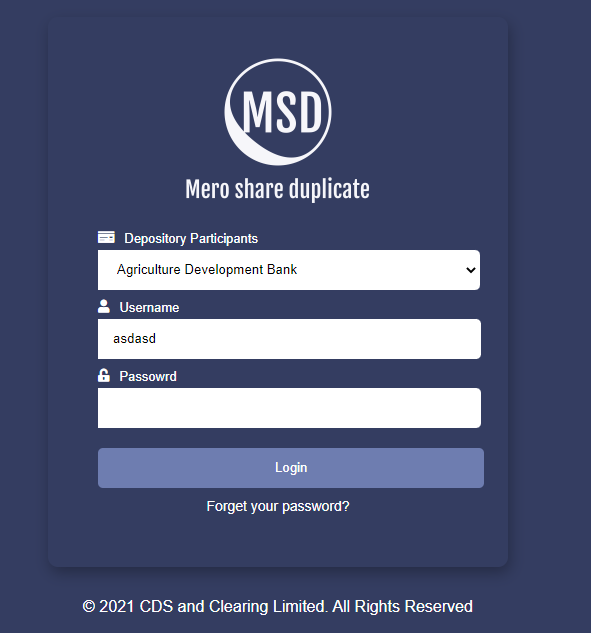 MSD
Mero share duplicate
Depository Participants
Agriculture Development Bank
Username
asdasd
Passowrd
Login
Forget your password?
© 2021 CDS and Clearing Limited. All Rights Reserved